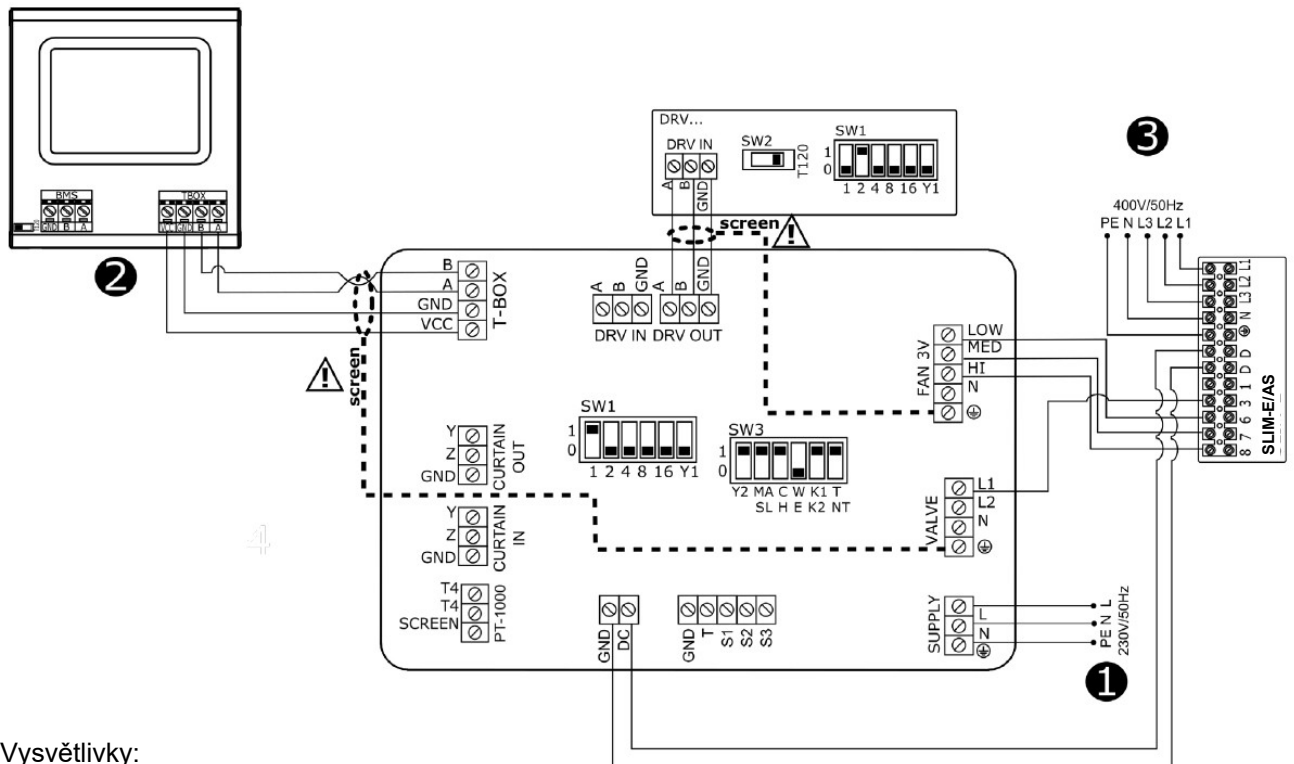 DRV...
DRV IN
SW2
SW1
T120
1
0
1 2 4 8 16 Y1
A
B
GND
screen
BMS
GND B A
TBOX
VCC GND B A
120
2
3
400V/50Hz
PE N L3 L2 L1
L1
L2
L3
N
D
D
1
3
6
7
8
SLIM-E/AS
B
A
GND
VCC
T-BOX
screen
A
B
GND
DRV IN
A
B
GND
DRV OUT
LOW
MED
HI
N
FAN 3V
SW1
1
0
1 2 4 8 16 Y1
SW3
1
0
Y2 MA C W K1 T
SL H E K2 NT
Y
Z
GND
CURTAIN
OUT
Y
Z
GND
CURTAIN
IN
T4
T4
SCREEN
PT-1000
4
L1
L2
N
VALVE
GND
DC
GND
T
S1
S2
S3
SUPPLY
L
N
PE N L
230V/50Hz
1
Vysvětlivky: